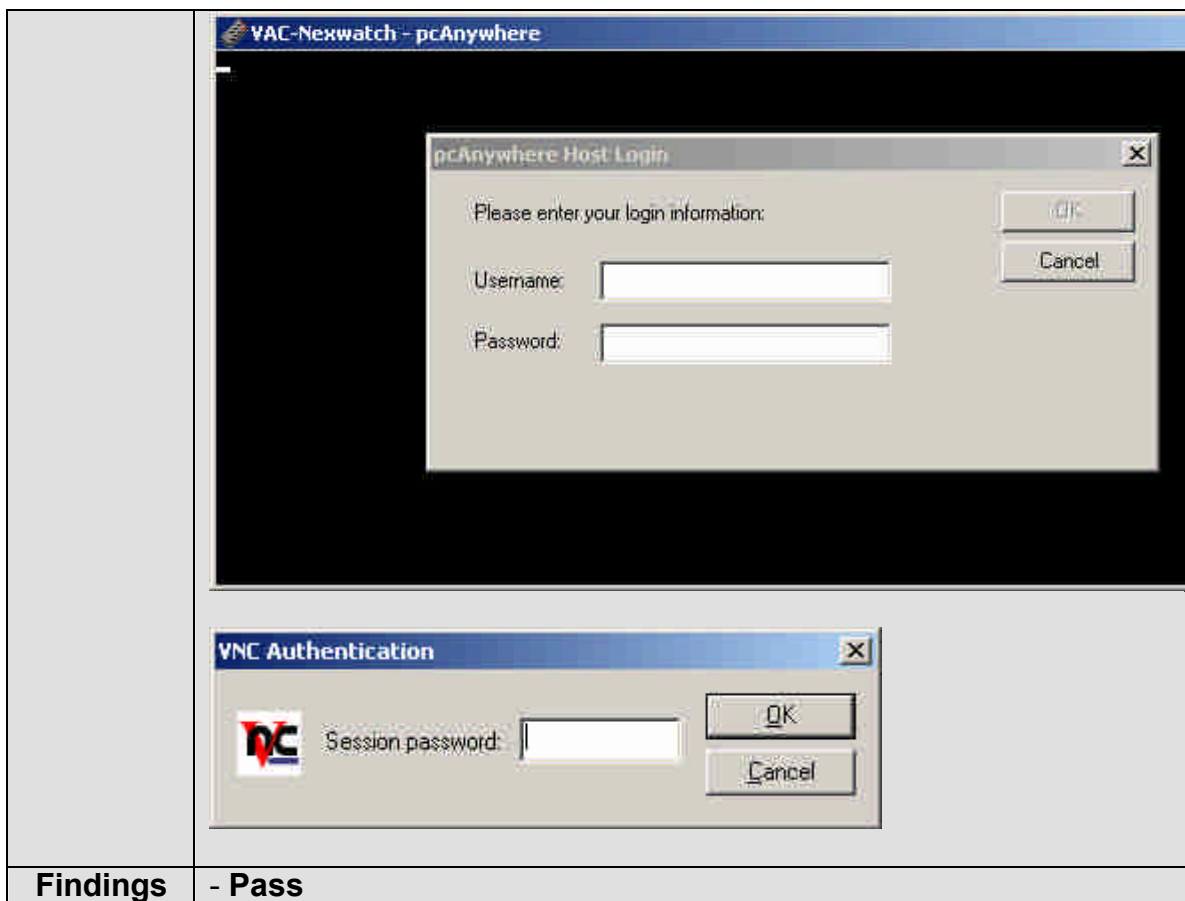 VAC-Nexwatch - pcAnywhere
pcAnywhere Host Login
Please enter your login information:
OK
Cancel
Username:
Password:
VNC Authentication
VNC
Session password:
OK
Cancel
Findings - Pass